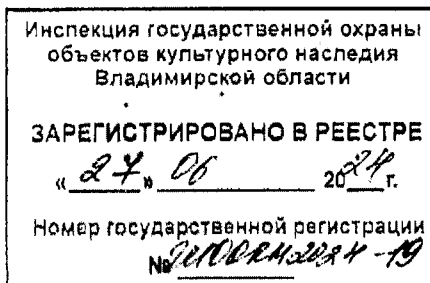 Инспекция государственной охраны
объектов культурного наследия
Владимирской области
ЗАРЕГИСТРИРОВАНО В РЕЕСТРЕ
«27» 06 2024 г.
Номер государственной регистрации
№